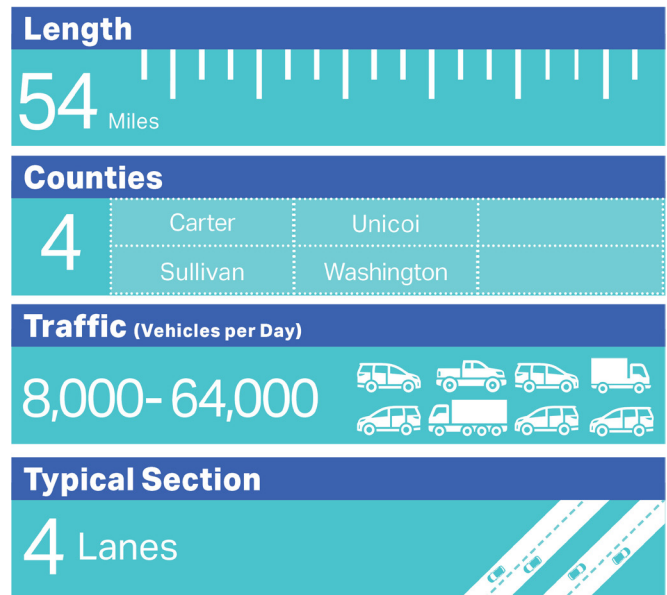 Length
54 Miles
Counties
4
Carter
Unicoi
Sullivan
Washington
Traffic (Vehicles per Day)
8,000- 64,000
Typical Section
4 Lanes